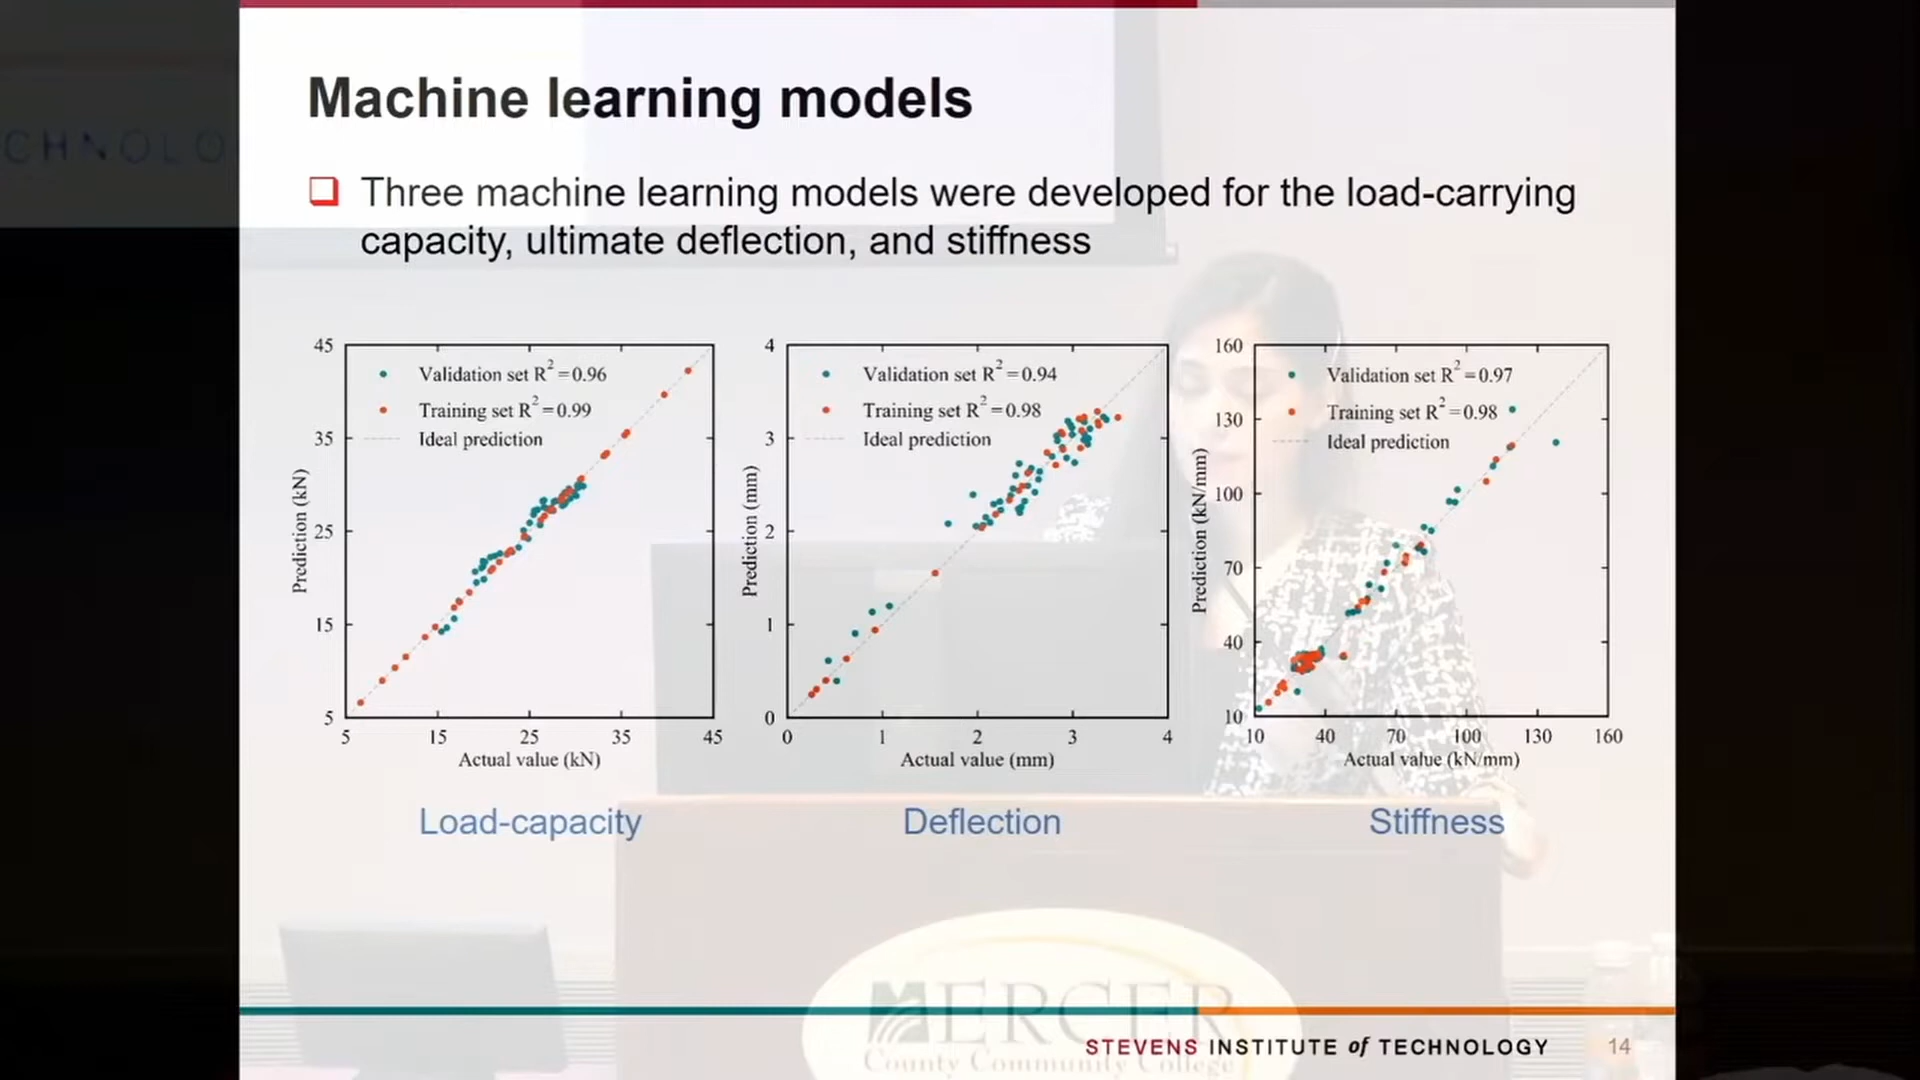 CHNOLO
Machine learning models
Three machine learning models were developed for the load-carrying
capacity, ultimate deflection, and stiffness
45
35
25
15
5
5 15 25 35 45
Prediction (kN)
Actual value (kN)
Validation set R²=0.96
Training set R²=0.99
Ideal prediction
Load-capacity
4
3
2
1
0
0 1 2 3 4
Prediction (mm)
Actual value (mm)
Validation set R²=0.94
Training set R²=0.98
Ideal prediction
Deflection
160
130
100
70
40
10
10 40 70 100 130 160
Prediction (kN/mm)
Actual value (kN/mm)
Validation set R²=0.97
Training set R²=0.98
Ideal prediction
Stiffness
MERCER
County Community College
STEVENS INSTITUTE of TECHNOLOGY 14